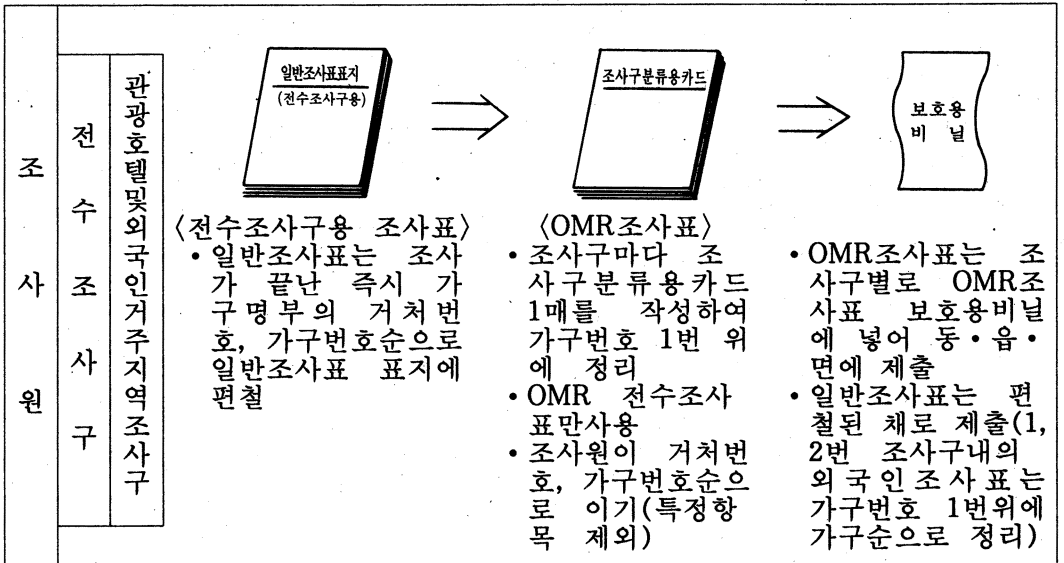 조사원
전수조사구
관광호텔및외국인거주지역조사구
일반조사표표지
(전수조사구용)
〈전수조사구용 조사표〉
• 일반조사표는 조사
가 끝난 즉시 가
구명부의 거처번
호, 가구번호순으로
일반조사표 표지에
편철
조사구분류용카드
〈OMR조사표〉
• 조사구마다 조
사구분류용카드
1매를 작성하여
가구번호 1번 위
에 정리
• OMR 전수조사
표만사용
• 조사원이 거처번
호, 가구번호순으
로 이기(특정항
목 제외)
보호용
비 닐
• OMR조사표는 조
사구별로 OMR조
사표 보호용비닐
에 넣어 동·읍·
면에 제출
• 일반조사표는 편
철된 채로 제출(1,
2번 조사구내의
외국인조사표는
가구번호 1번위에
가구순으로 정리)